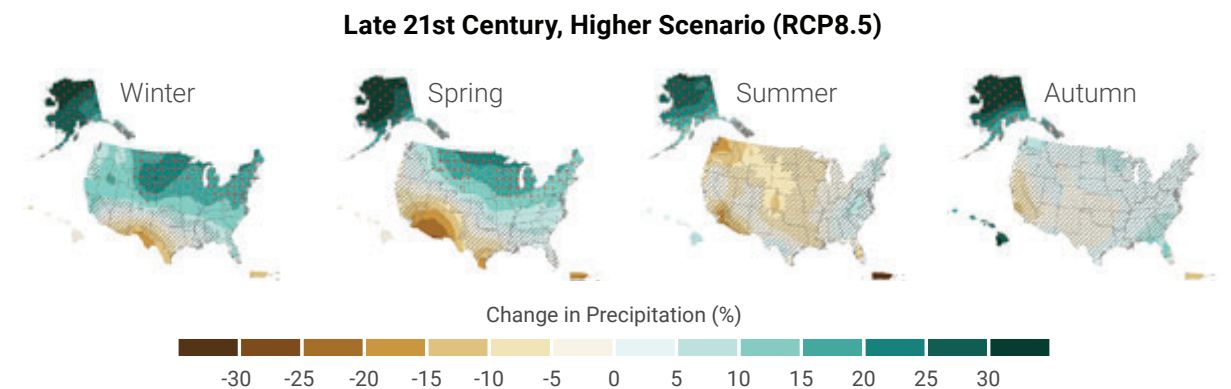 Late 21st Century, Higher Scenario (RCP8.5)
Winter
Spring
Summer
Autumn
Change in Precipitation (%)
-30 -25 -20 -15 -10 -5 0 5 10 15 20 25 30